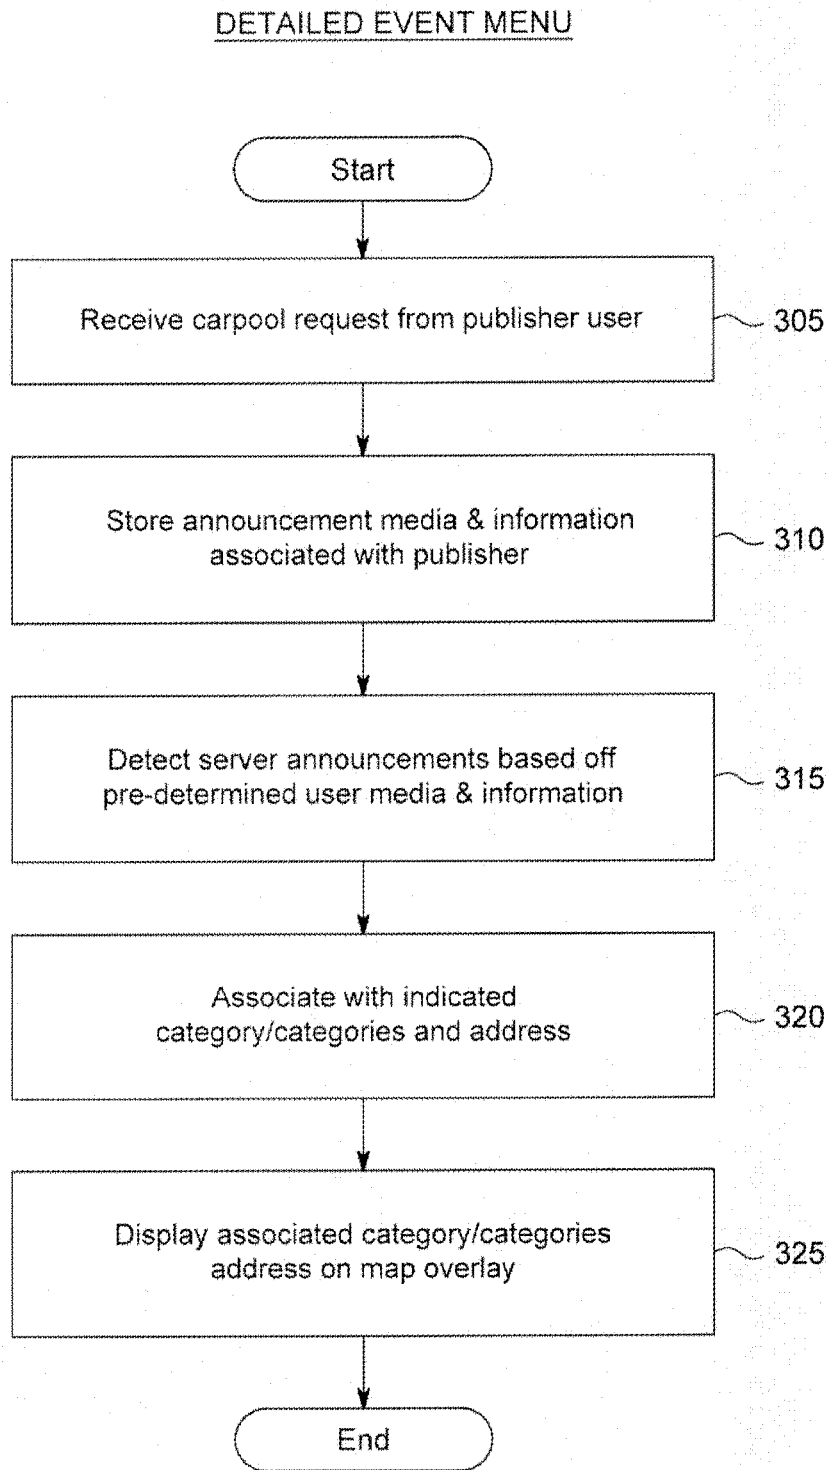 DETAILED EVENT MENU
Start
Receive carpool request from publisher user
305
Store announcement media & information
associated with publisher
310
Detect server announcements based off
pre-determined user media & information
315
Associate with indicated
category/categories and address
320
Display associated category/categories
address on map overlay
325
End